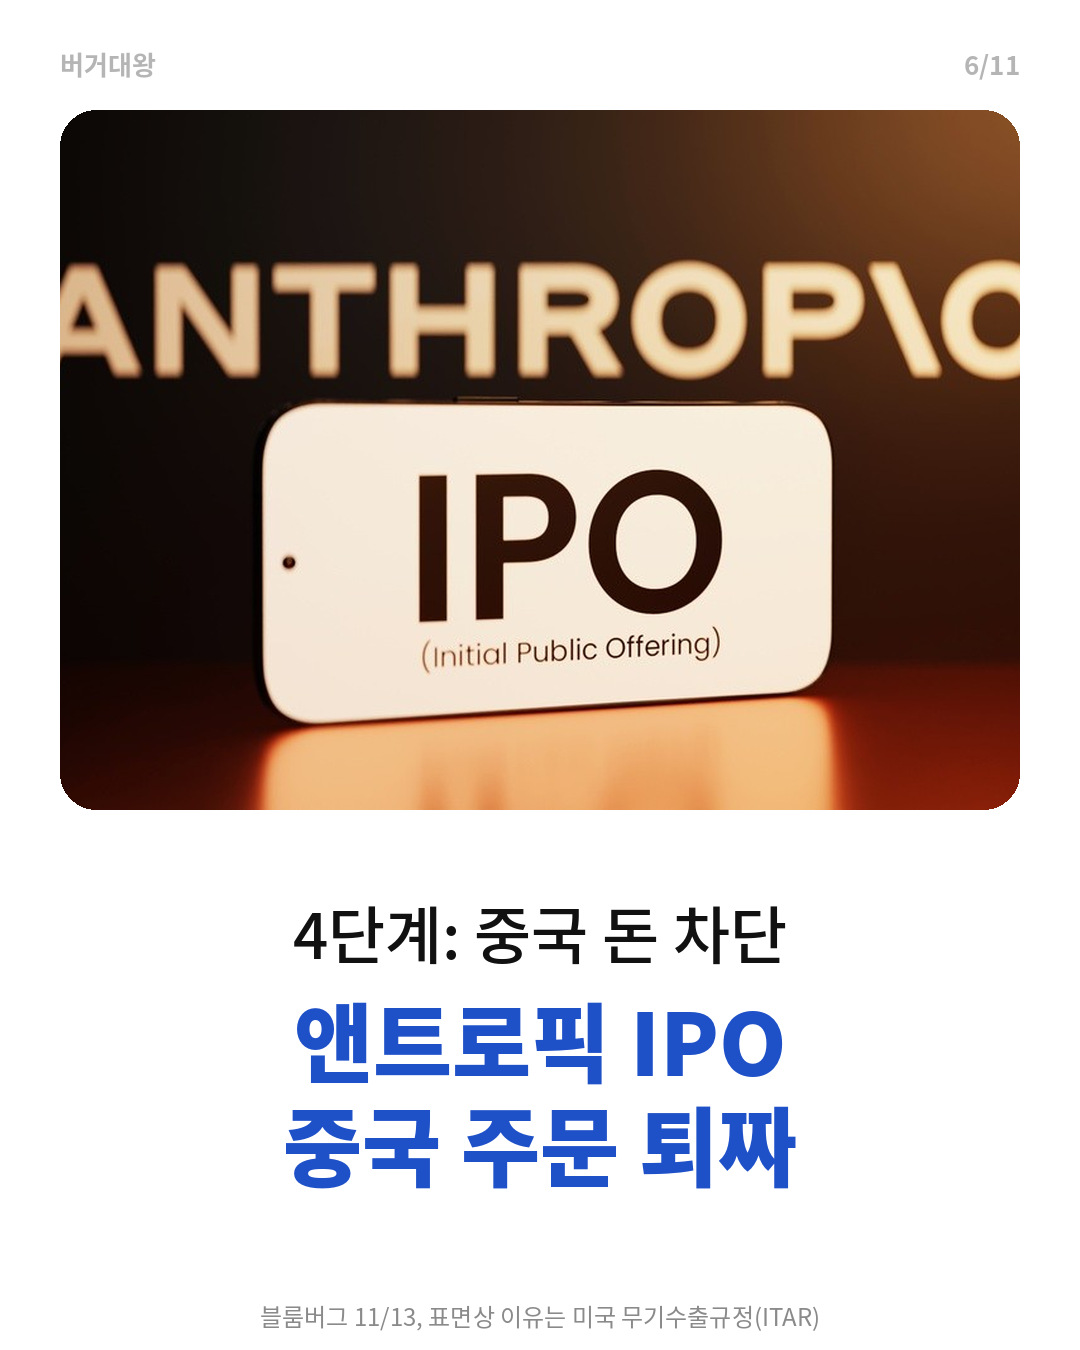 버거대왕
6/11
ANTHROP\C
IPO
(Initial Public Offering)
4단계: 중국 돈 차단
앤트로픽 IPO
중국 주문 퇴짜
블룸버그 11/13, 표면상 이유는 미국 무기수출규정(ITAR)